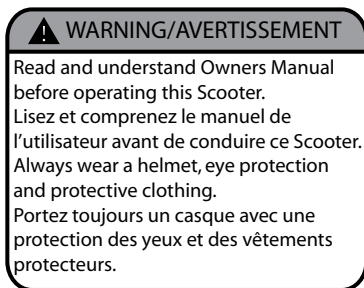 WARNING/AVERTISSEMENT
Read and understand Owners Manual
before operating this Scooter.
Lisez et comprenez le manuel de
l'utilisateur avant de conduire ce Scooter.
Always wear a helmet, eye protection
and protective clothing.
Portez toujours un casque avec une
protection des yeux et des vêtements
protecteurs.